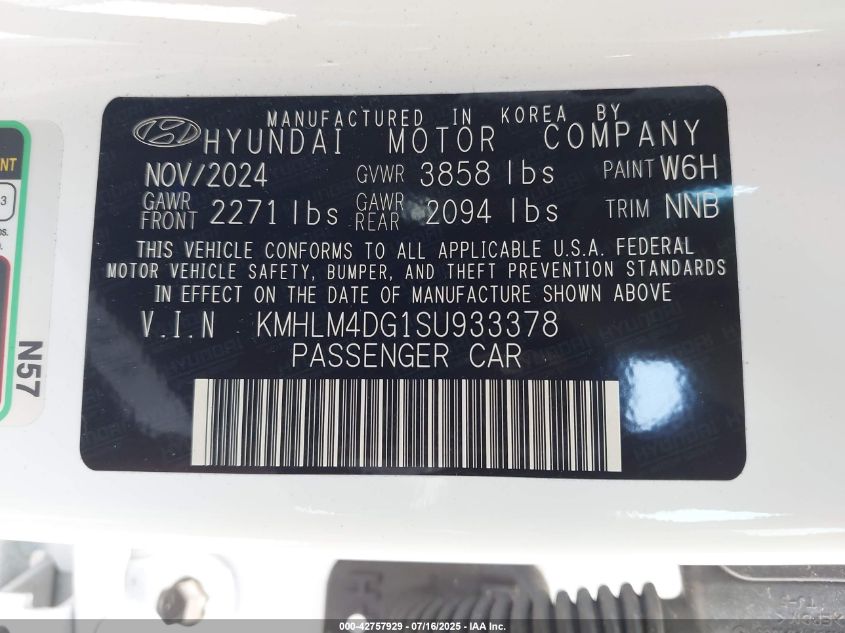 MANUFACTURED IN KOREA BY
HYUNDAI MOTOR COMPANY
NOV/2024 GVWR 3858 lbs PAINT W6H
GAWR FRONT 2271 lbs GAWR REAR 2094 lbs TRIM NNB
THIS VEHICLE CONFORMS TO ALL APPLICABLE U.S.A. FEDERAL
MOTOR VEHICLE SAFETY, BUMPER, AND THEFT PREVENTION STANDARDS
IN EFFECT ON THE DATE OF MANUFACTURE SHOWN ABOVE
V.I.N KMHLM4DG1SU933378
PASSENGER CAR
N57
000-42757929 - 07/16/2025 - IAA Inc.